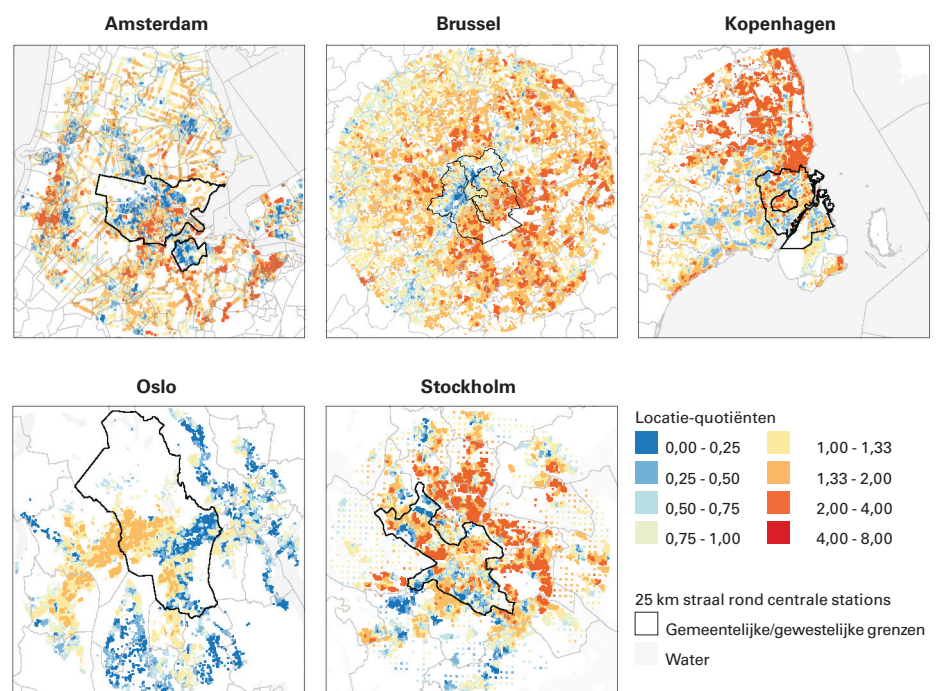 Amsterdam
Brussel
Kopenhagen
Oslo
Stockholm
Locatie-quotiënten
0,00 - 0,25
1,00 - 1,33
0,25 - 0,50
1,33 - 2,00
0,50 - 0,75
2,00 - 4,00
0,75 - 1,00
4,00 - 8,00
25 km straal rond centrale stations
Gemeentelijke/gewestelijke grenzen
Water